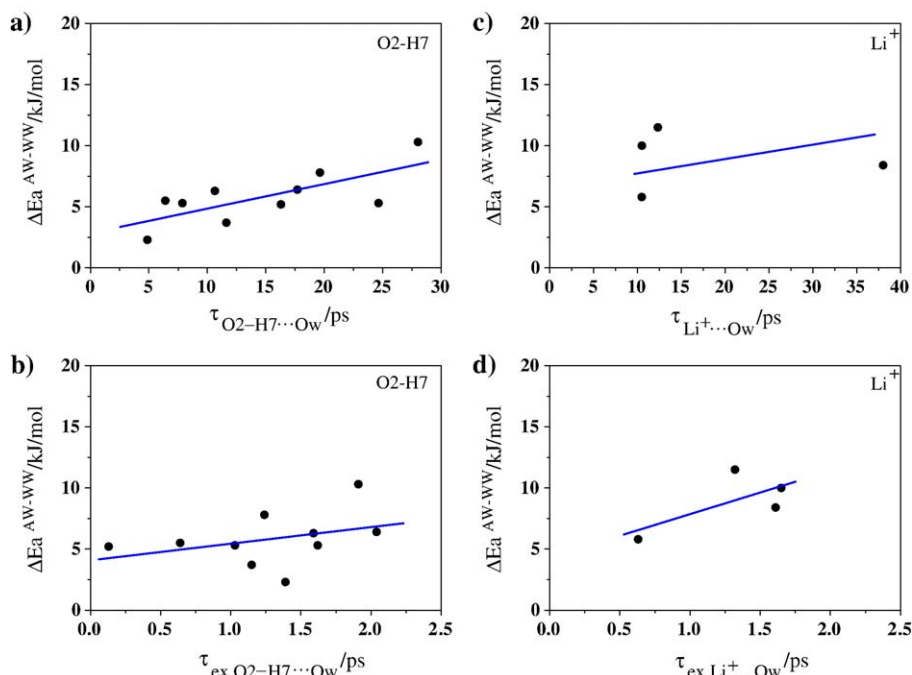 a)
O2-H7
20
15
10
5
0
ΔEa AW-WW/kJ/mol
0 5 10 15 20 25 30
τ O2−H7···Ow/ps
c)
Li+
20
15
10
5
0
ΔEa AW-WW/kJ/mol
0 5 10 15 20 25 30 35 40
τ Li+···Ow/ps
b)
O2-H7
20
15
10
5
0
ΔEa AW-WW/kJ/mol
0.0 0.5 1.0 1.5 2.0 2.5
τ ex O2−H7···Ow/ps
d)
Li+
20
15
10
5
0
ΔEa AW-WW/kJ/mol
0.0 0.5 1.0 1.5 2.0 2.5
τ ex Li+...Ow/ps